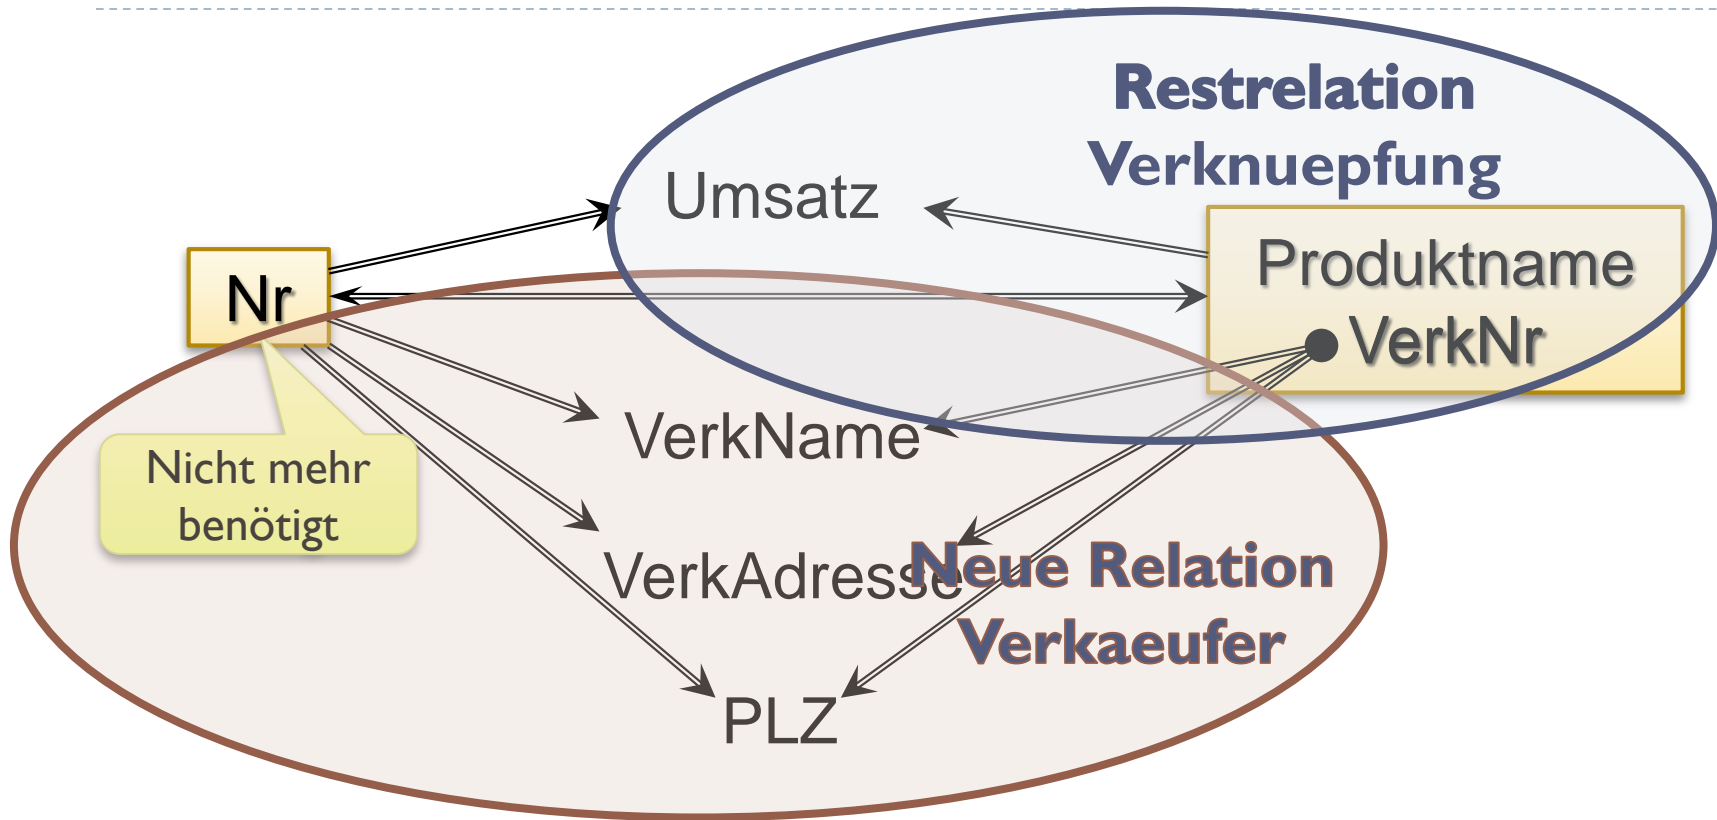 Restrelation
Verknuepfung
Umsatz
Produktname
VerkNr
Nr
VerkName
Nicht mehr
benötigt
VerkAdresse
Neue Relation
Verkaeufer
PLZ